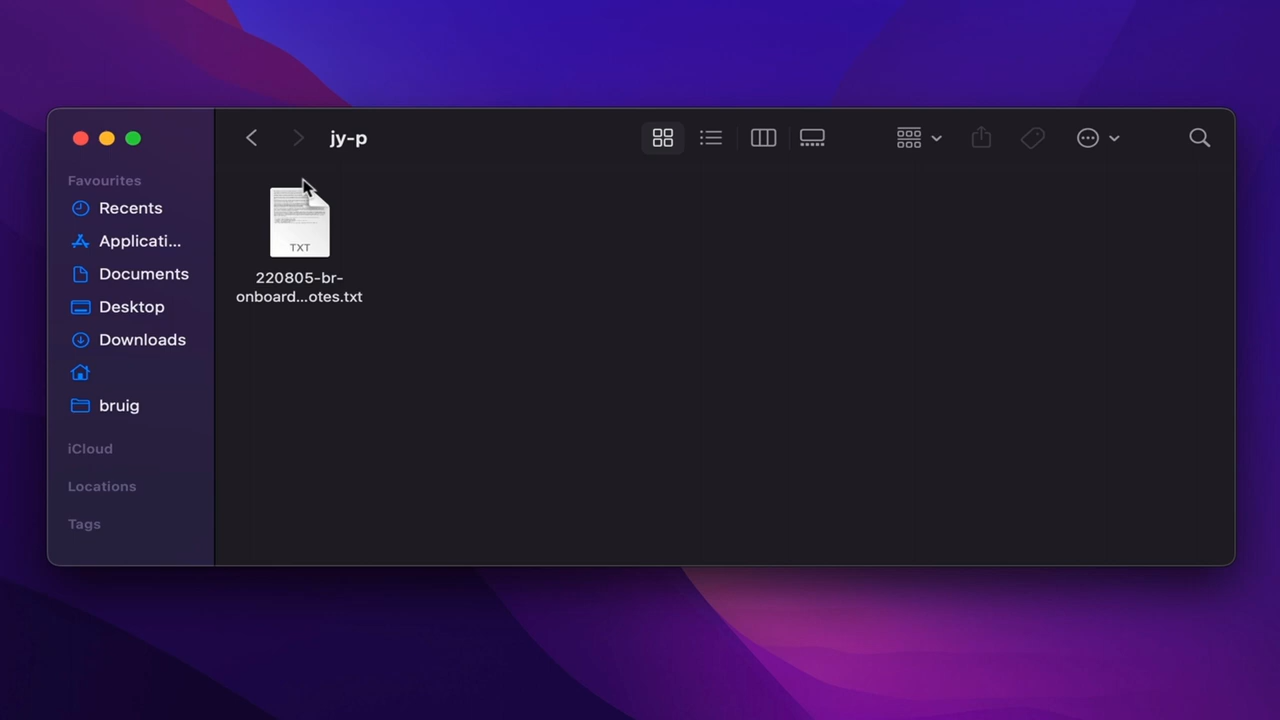 jy-p
Favourites
Recents
Applicati...
Documents
Desktop
Downloads
bruig
iCloud
Locations
Tags
TXT
220805-br-
onboard...otes.txt